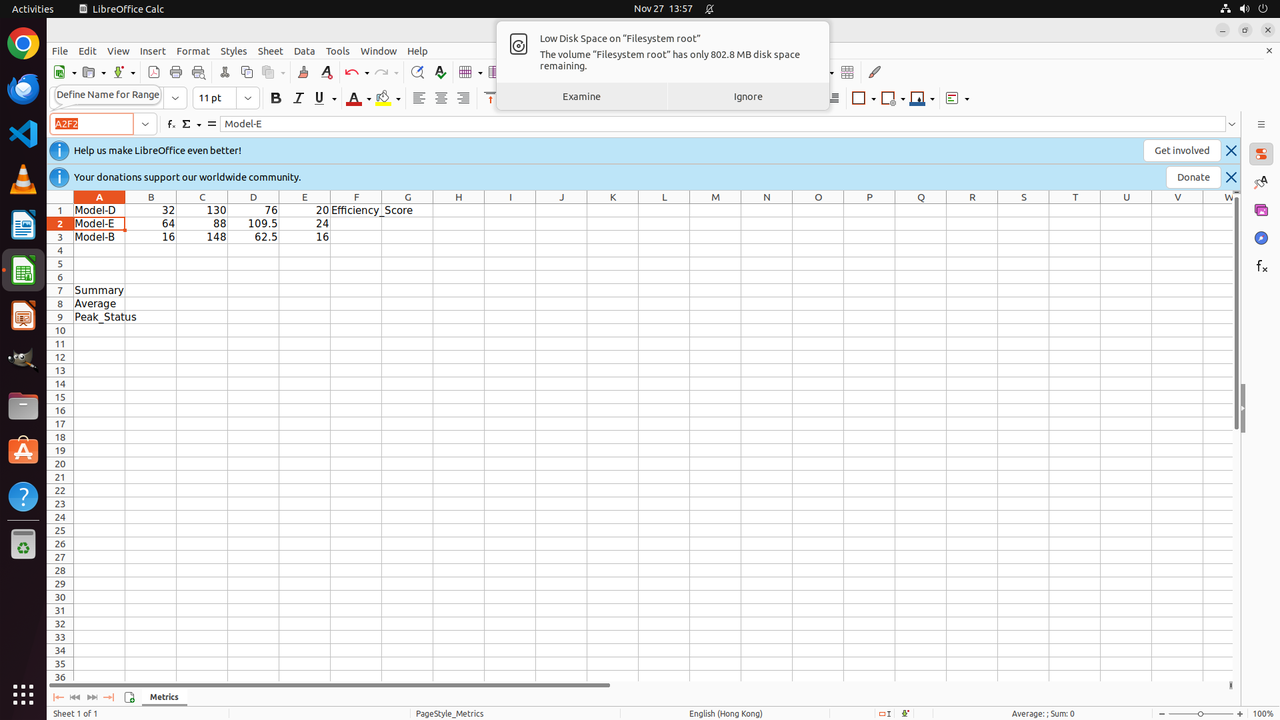 Activities
LibreOffice Calc
Nov 27 13:57
Low Disk Space on “Filesystem root”
The volume “Filesystem root” has only 802.8 MB disk space
remaining.
Examine
Ignore
File Edit View Insert Format Styles Sheet Data Tools Window Help
Define Name for Range
11 pt
A2F2
Model-E
Help us make LibreOffice even better!
Get involved
Your donations support our worldwide community.
Donate
A B C D E F G H I J K L M N O P Q R S T U V W
1 Model-D 32 130 76 20 Efficiency_Score
2 Model-E 64 88 109.5 24
3 Model-B 16 148 62.5 16
4
5
6
7 Summary
8 Average
9 Peak_Status
10
11
12
13
14
15
16
17
18
19
20
21
22
23
24
25
26
27
28
29
30
31
32
33
34
35
36
Metrics
Sheet 1 of 1
PageStyle_Metrics
English (Hong Kong)
Average: ; Sum: 0
100%